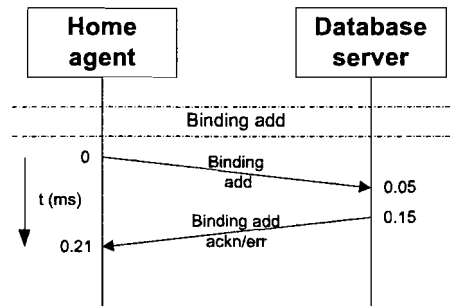 Home
agent
Database
server
Binding add
0
Binding
add
0.05
t (ms)
Binding add
ackn/err
0.15
0.21